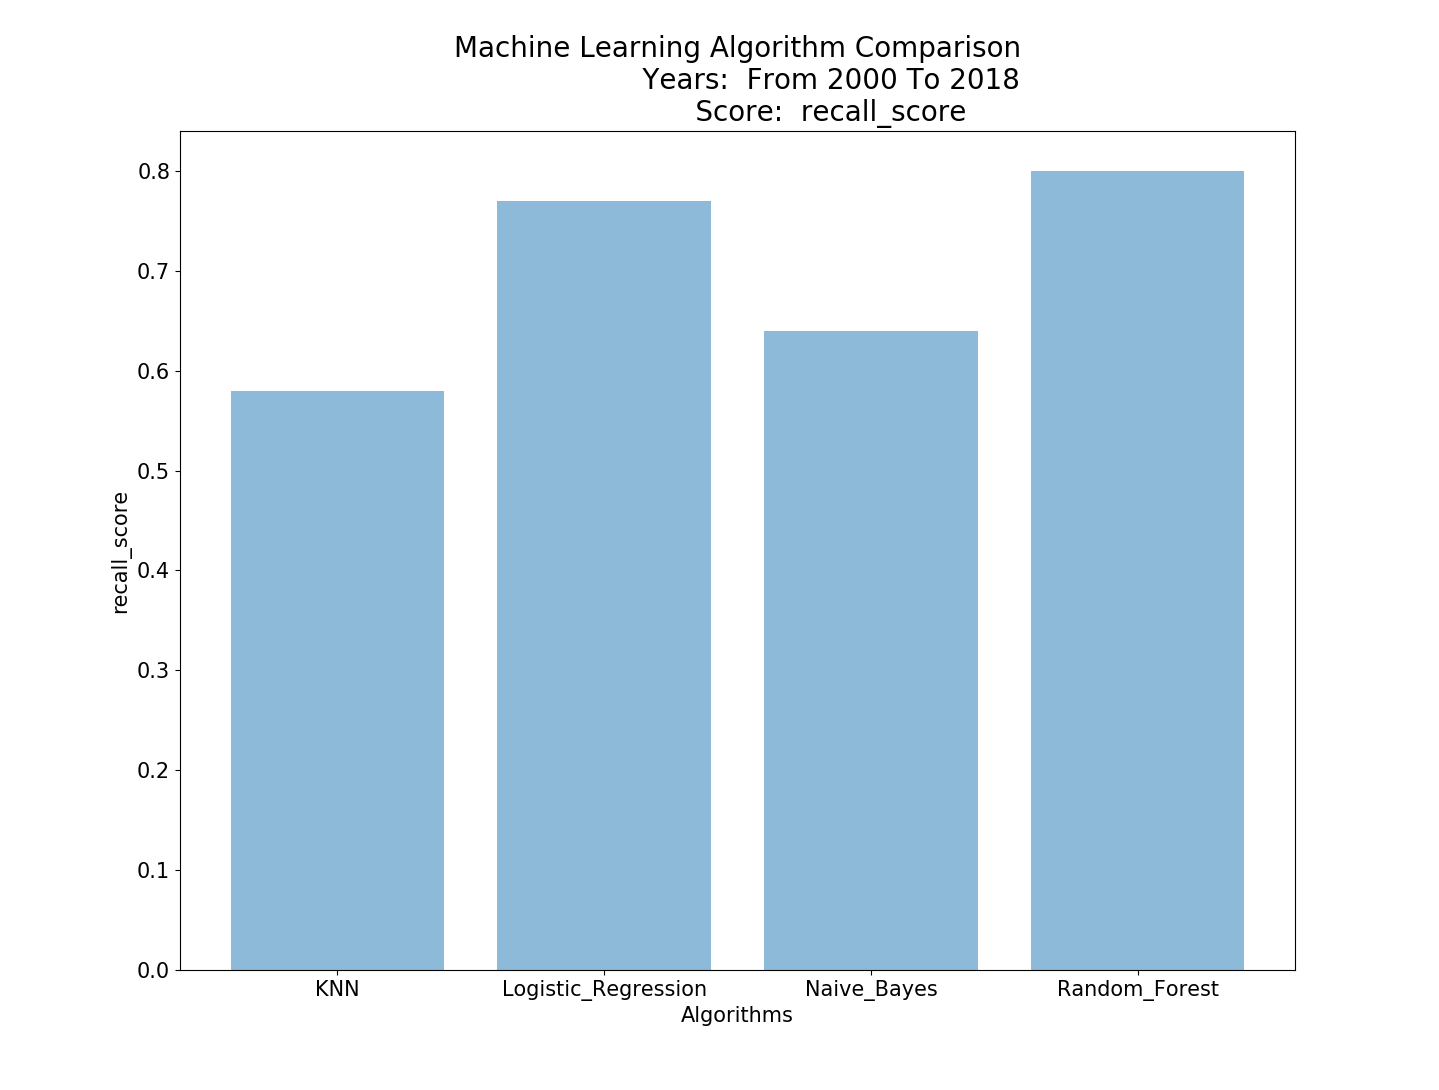 Machine Learning Algorithm Comparison
Years:  From 2000 To 2018
Score:  recall_score
0.8
0.7
0.6
0.5
0.4
0.3
0.2
0.1
0.0
recall_score
KNN Logistic_Regression Naive_Bayes Random_Forest
Algorithms